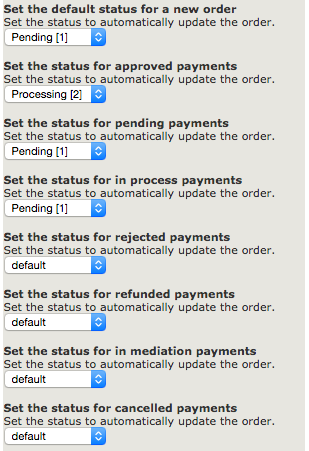 Set the default status for a new order
Set the status to automatically update the order.
Pending [1]
Set the status for approved payments
Set the status to automatically update the order.
Processing [2]
Set the status for pending payments
Set the status to automatically update the order.
Pending [1]
Set the status for in process payments
Set the status to automatically update the order.
Pending [1]
Set the status for rejected payments
Set the status to automatically update the order.
default
Set the status for refunded payments
Set the status to automatically update the order.
default
Set the status for in mediation payments
Set the status to automatically update the order.
default
Set the status for cancelled payments
Set the status to automatically update the order.
default